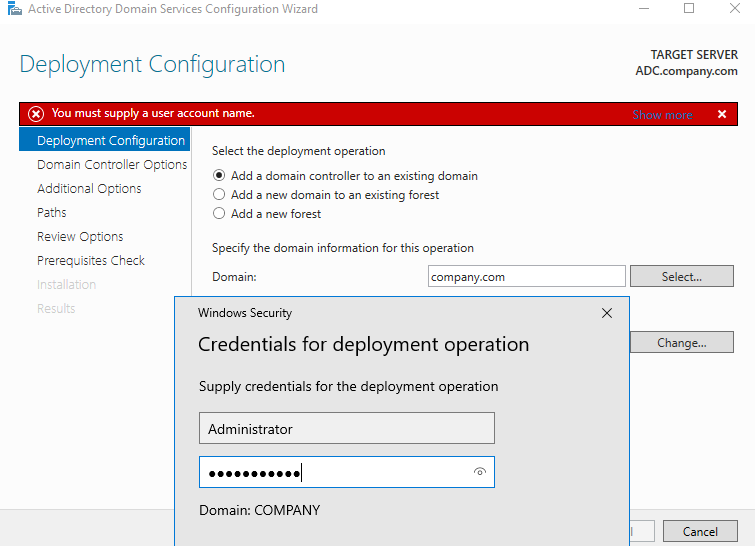 Active Directory Domain Services Configuration Wizard
Deployment Configuration
TARGET SERVER
ADC.company.com
You must supply a user account name.
Show more
Deployment Configuration
Domain Controller Options
Additional Options
Paths
Review Options
Prerequisites Check
Installation
Results
Select the deployment operation
Add a domain controller to an existing domain
Add a new domain to an existing forest
Add a new forest
Specify the domain information for this operation
Domain:
company.com
Select...
Change...
Windows Security
Credentials for deployment operation
Supply credentials for the deployment operation
Administrator
●●●●●●●●●●●
Domain: COMPANY
Cancel